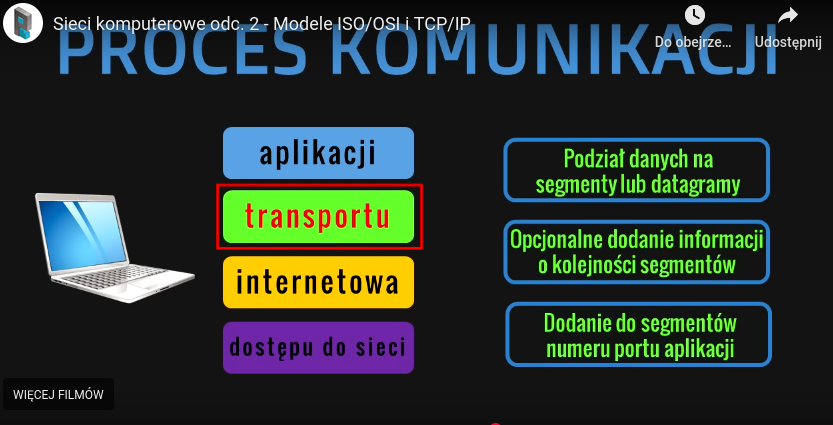 Sieci komputerowe odc. 2 - Modele ISO/OSI i TCP/IP
Do obejrze...
Udostępnij
PROCES KOMUNIKACJI
aplikacji
transportu
internetowa
dostępu do sieci
Podział danych na
segmenty lub datagramy
Opcjonalne dodanie informacji
o kolejności segmentów
Dodanie do segmentów
numeru portu aplikacji
WIĘCEJ FILMÓW